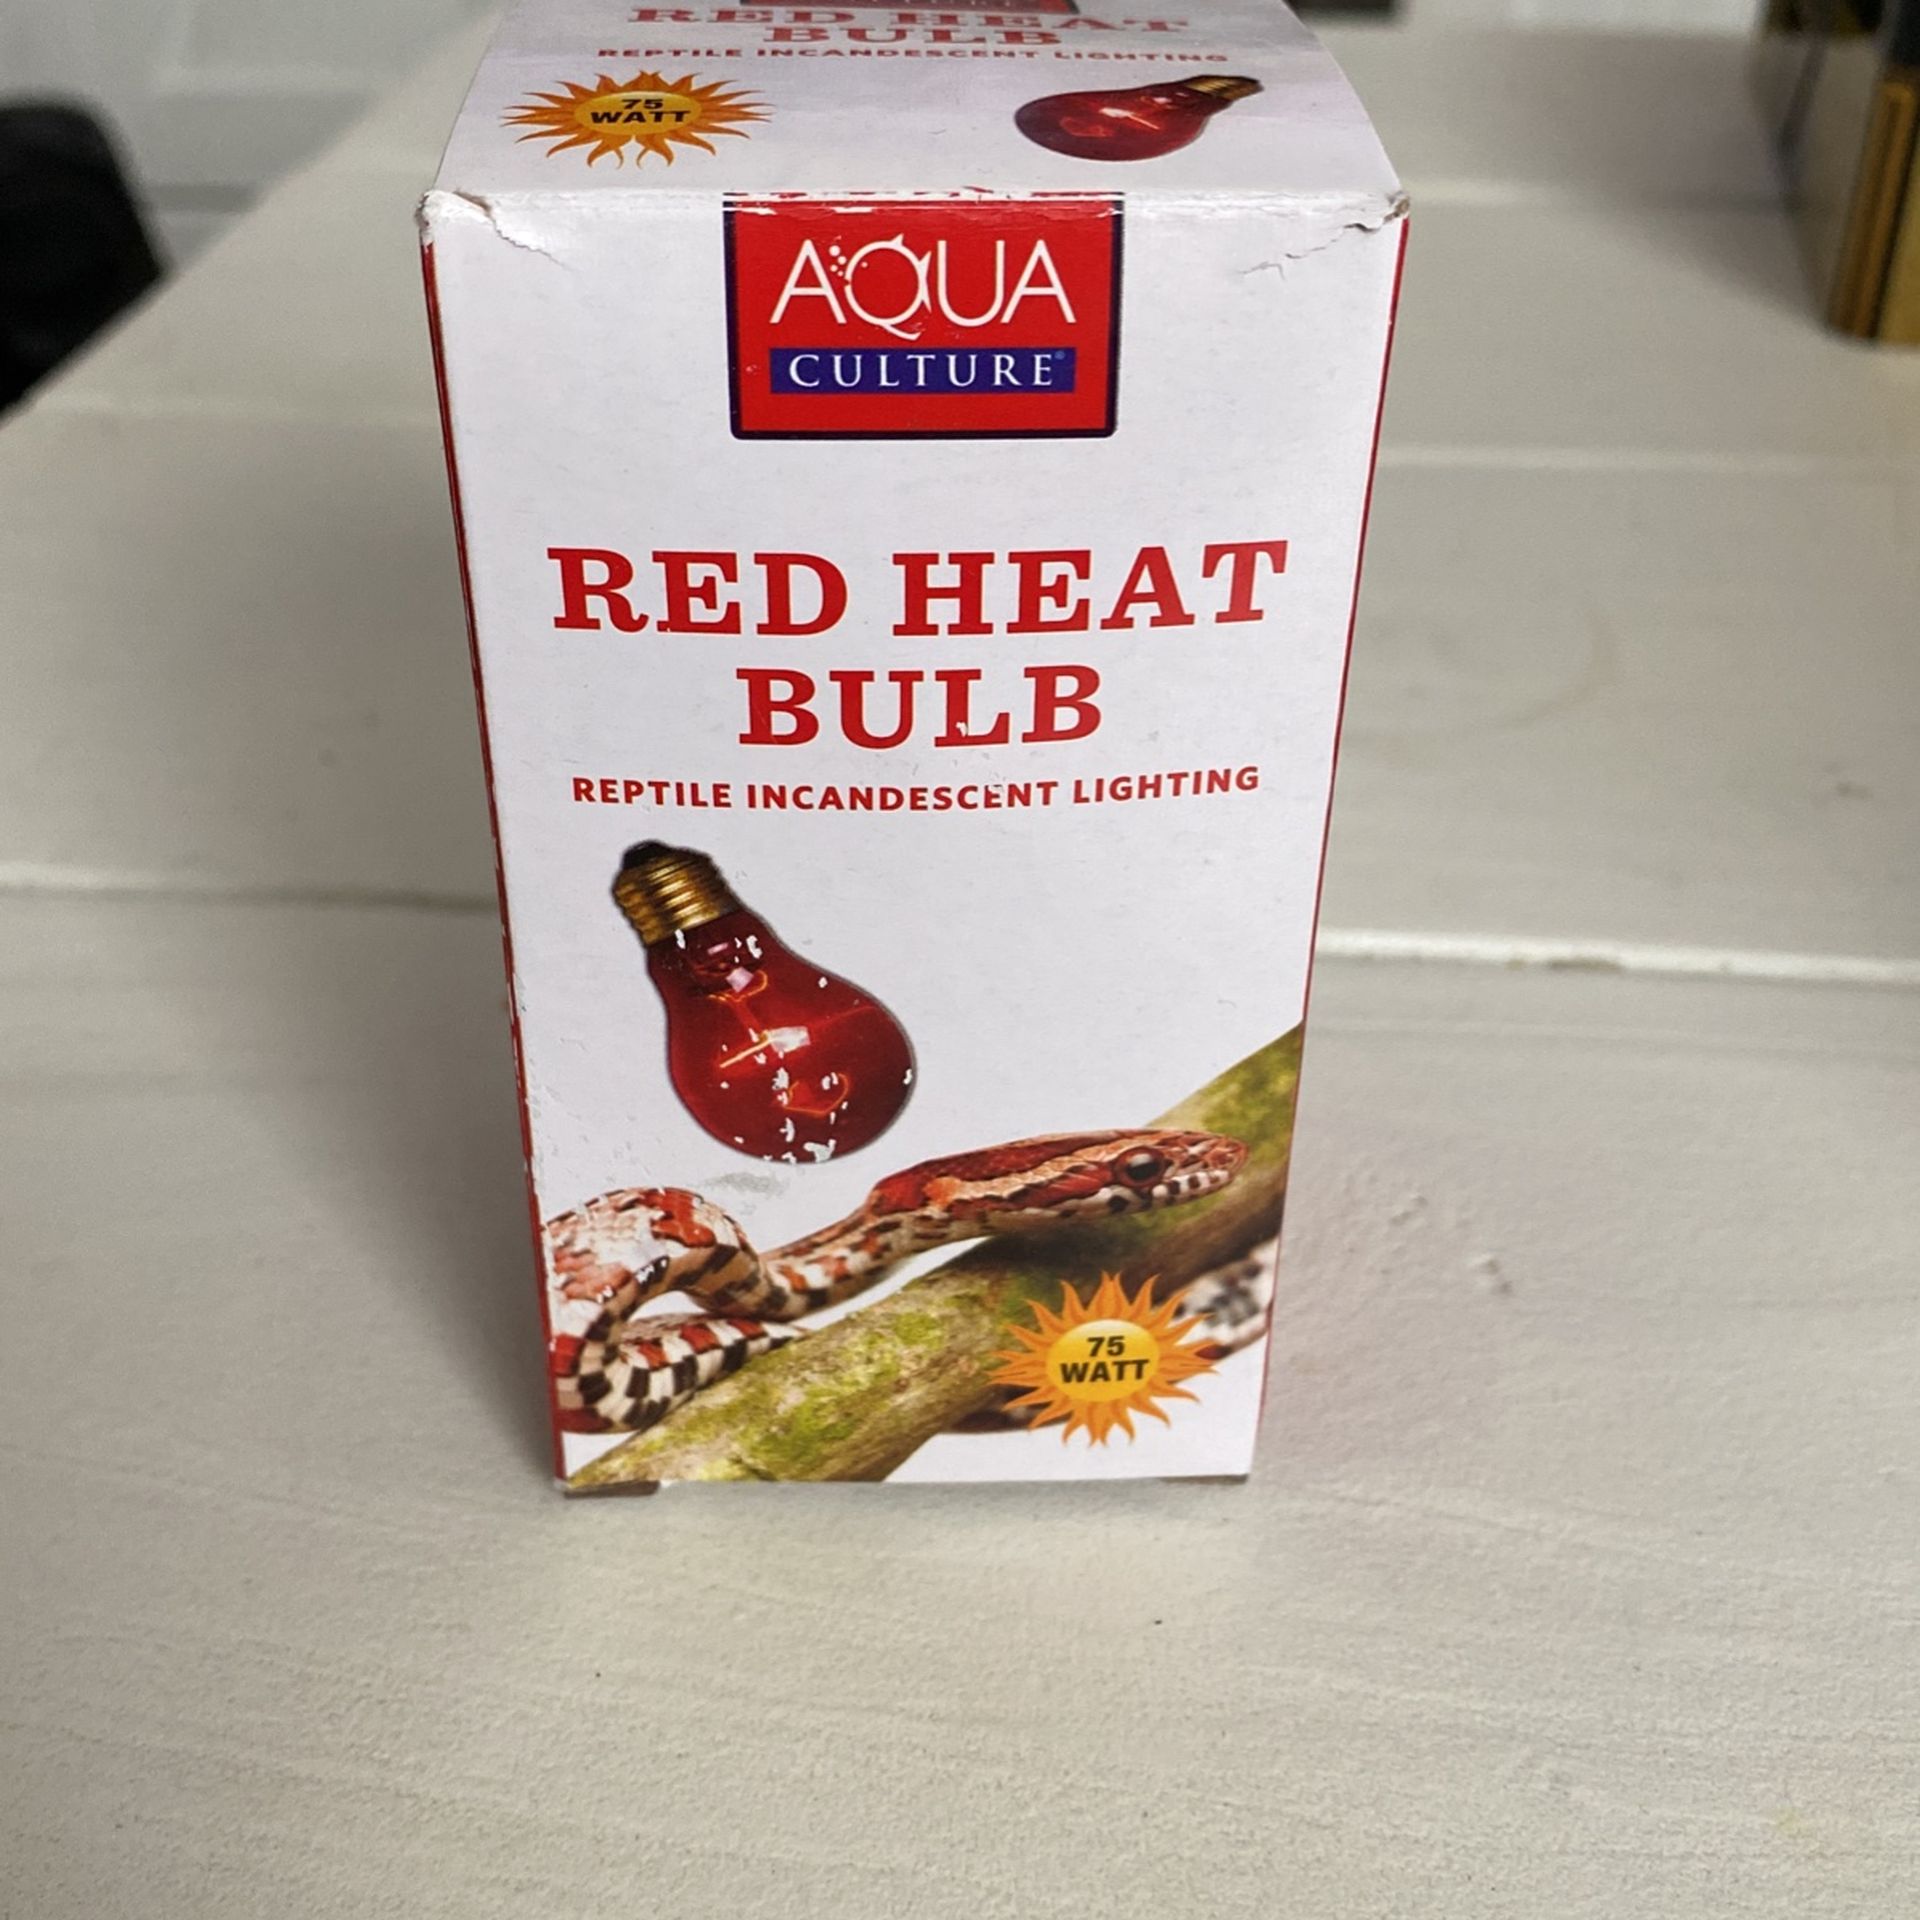 RED HEAT
BULB
REPTILE INCANDESCENT LIGHTING
75
WATT
AQUA
CULTURE®
RED HEAT
BULB
REPTILE INCANDESCENT LIGHTING
75
WATT